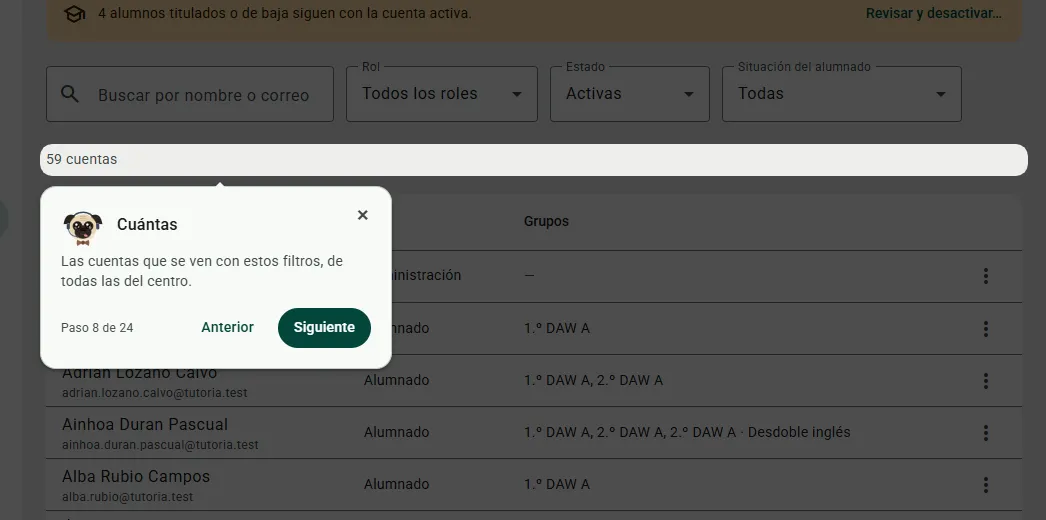 4 alumnos titulados o de baja siguen con la cuenta activa.
Revisar y desactivar...
Rol
Estado
Situación del alumnado
Buscar por nombre o correo
Todos los roles
Activas
Todas
59 cuentas
Cuántas
Las cuentas que se ven con estos filtros, de
todas las del centro.
Paso 8 de 24
Anterior
Siguiente
Grupos
inistración
—
nado
1.º DAW A
Adrián Lozano Calvo
adrian.lozano.calvo@tutoria.test
Alumnado
1.º DAW A, 2.º DAW A
Ainhoa Duran Pascual
ainhoa.duran.pascual@tutoria.test
Alumnado
1.º DAW A, 2.º DAW A, 2.º DAW A · Desdoble inglés
Alba Rubio Campos
alba.rubio@tutoria.test
Alumnado
1.º DAW A